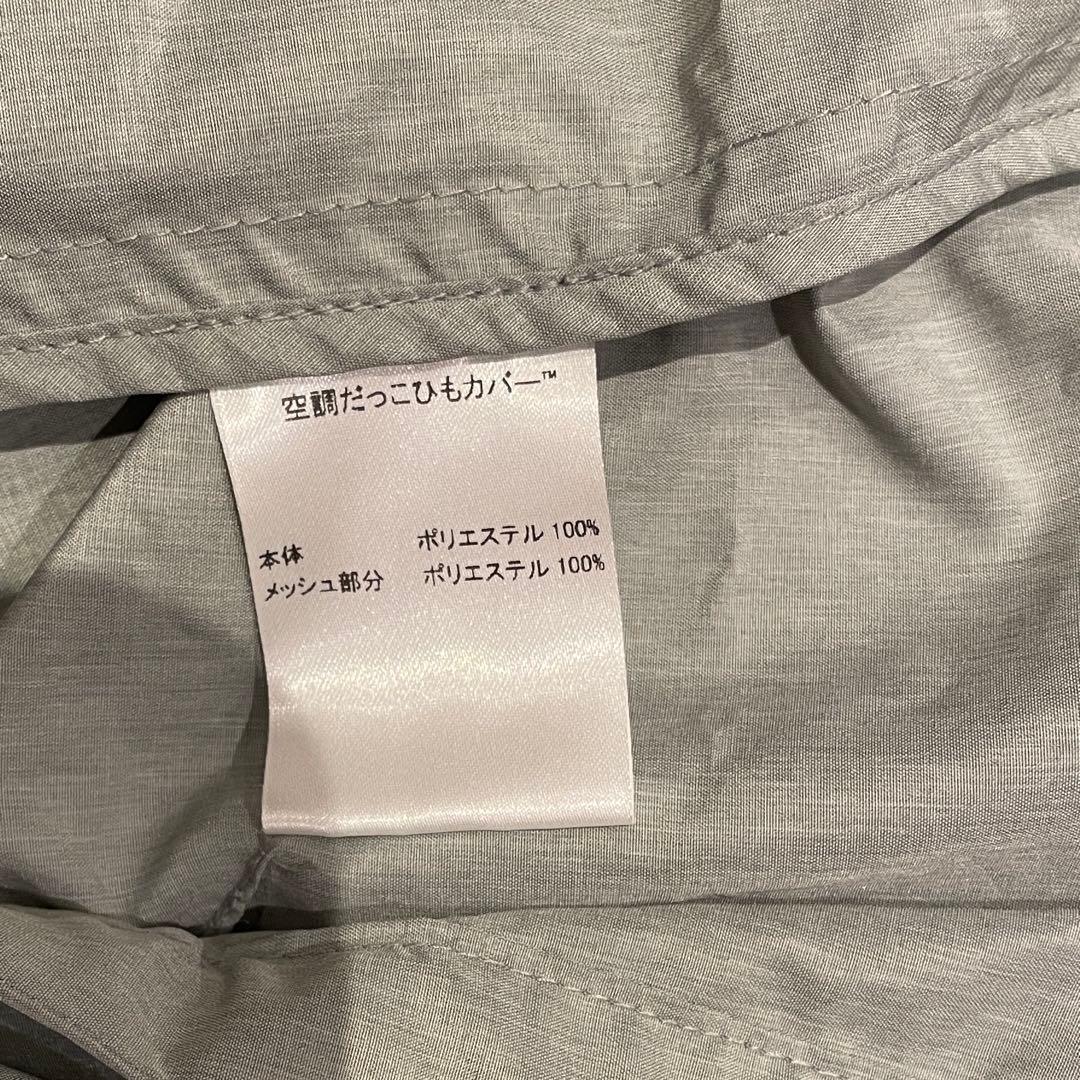 空調だっこひもカバー™
本体 ポリエステル 100%
メッシュ部分 ポリエステル 100%